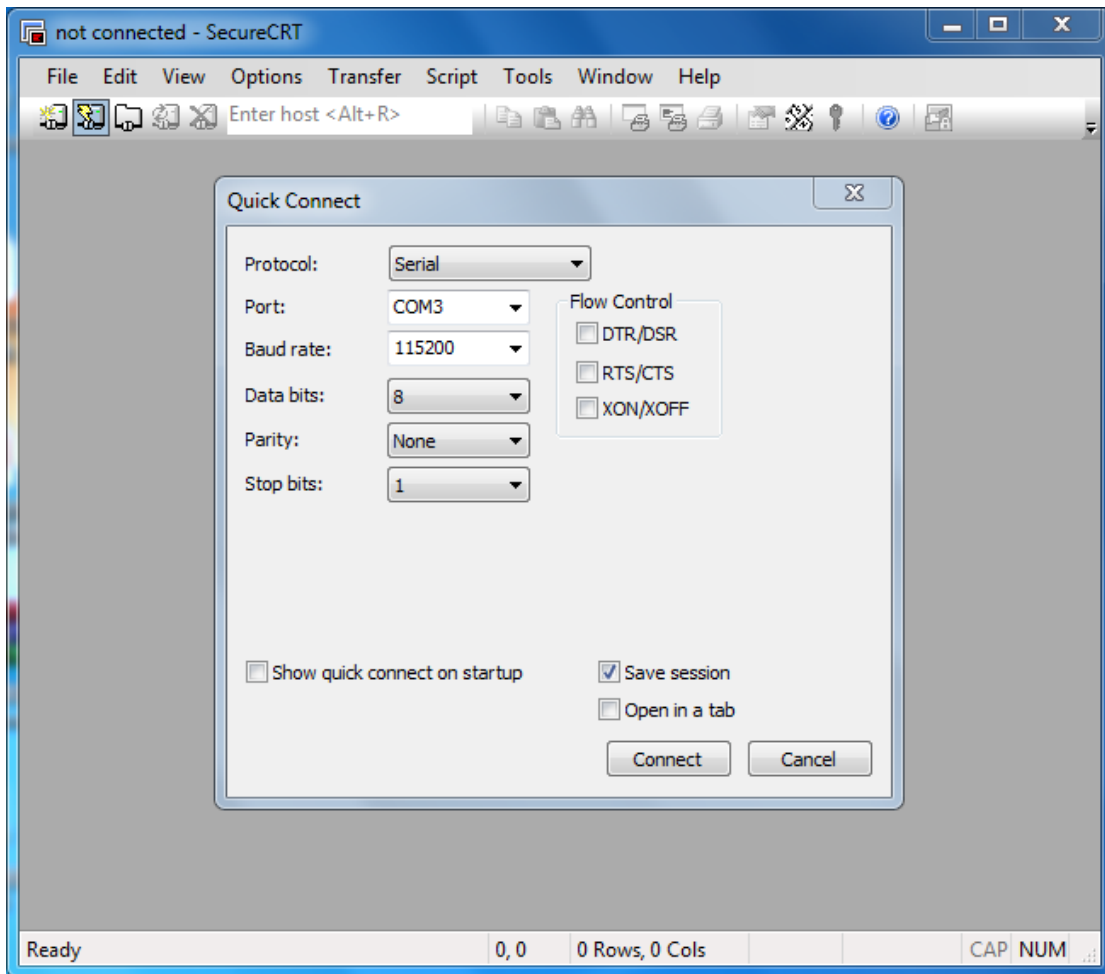 not connected - SecureCRT
File Edit View Options Transfer Script Tools Window Help
Enter host <Alt+R>
Quick Connect
Protocol: Serial
Port: COM3
Flow Control
DTR/DSR
Baud rate: 115200
RTS/CTS
Data bits: 8
XON/XOFF
Parity: None
Stop bits: 1
Show quick connect on startup
Save session
Open in a tab
Connect Cancel
Ready 0, 0 0 Rows, 0 Cols CAP NUM